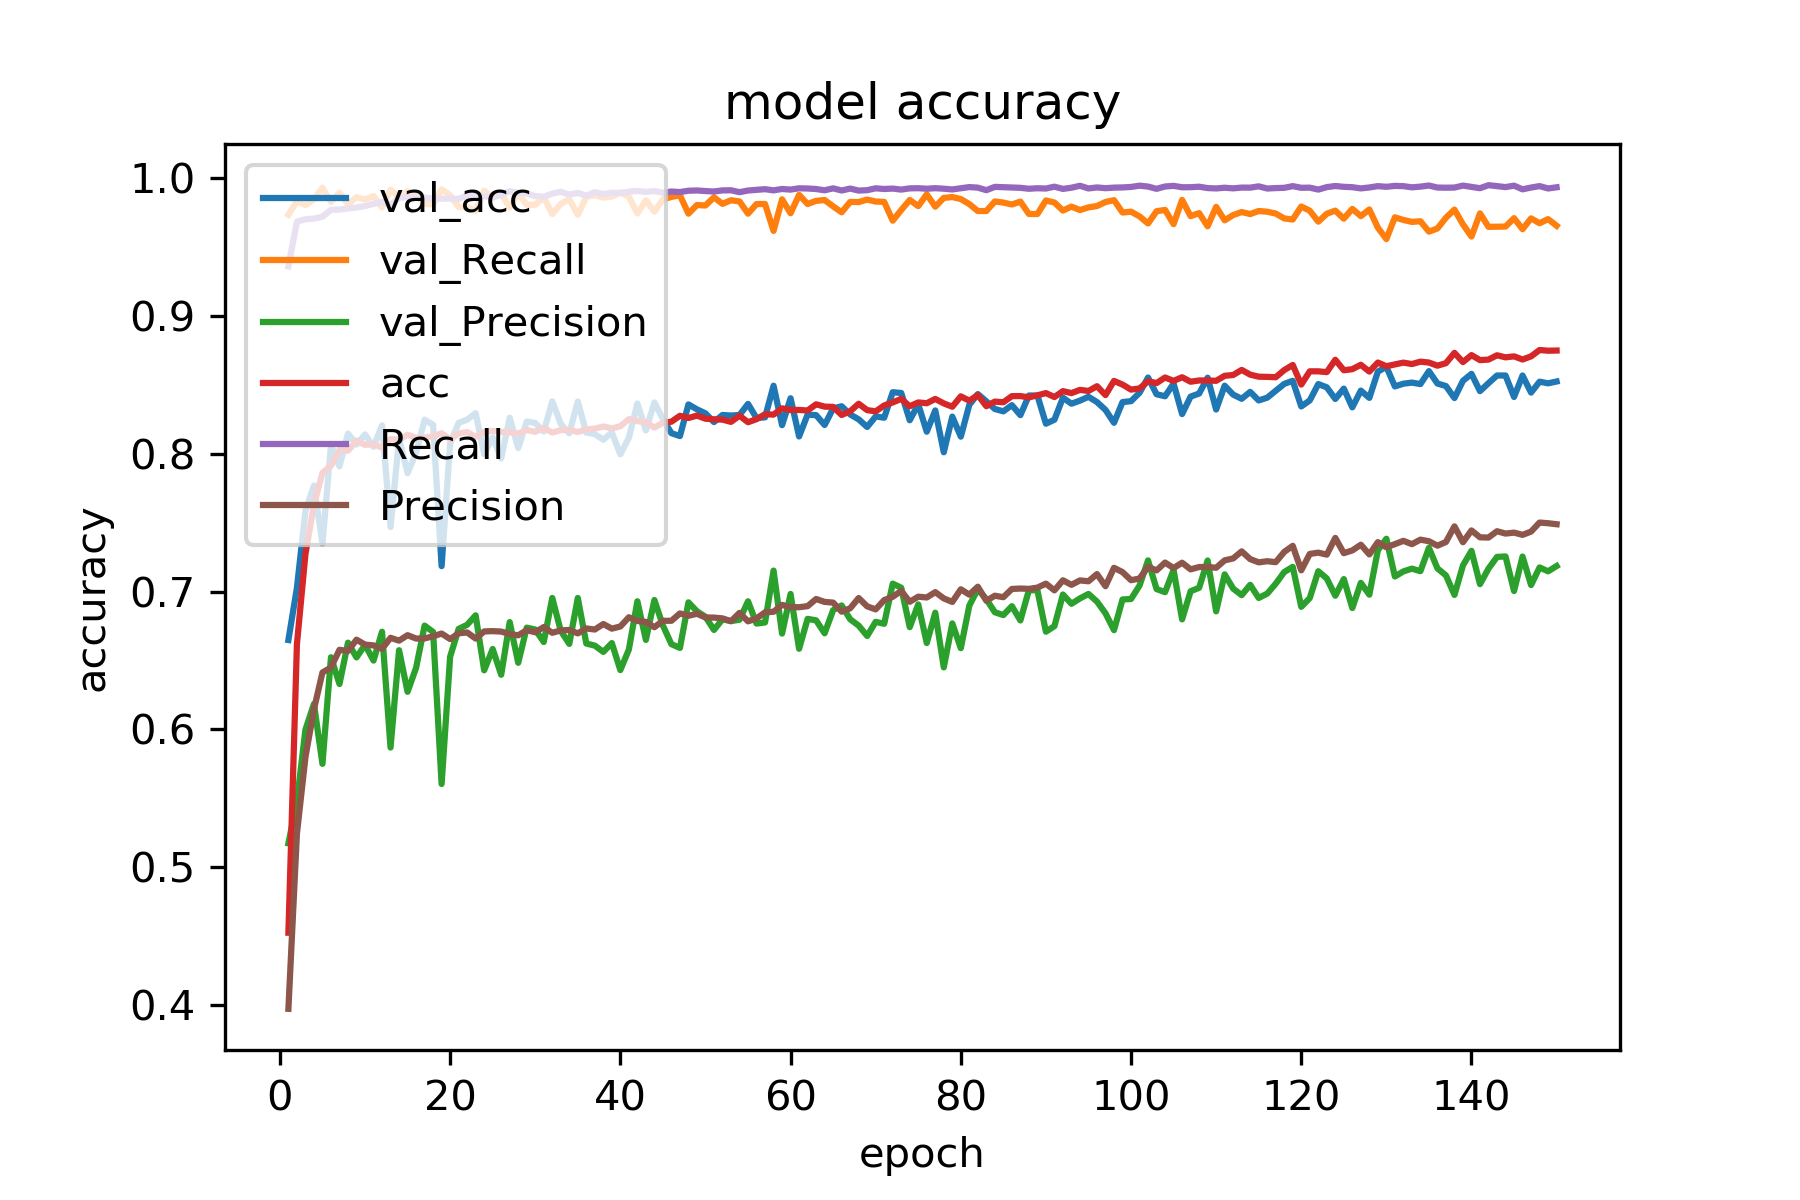 model accuracy
1.0
0.9
0.8
0.7
0.6
0.5
0.4
accuracy
val_acc
val_Recall
val_Precision
acc
Recall
Precision
0 20 40 60 80 100 120 140
epoch